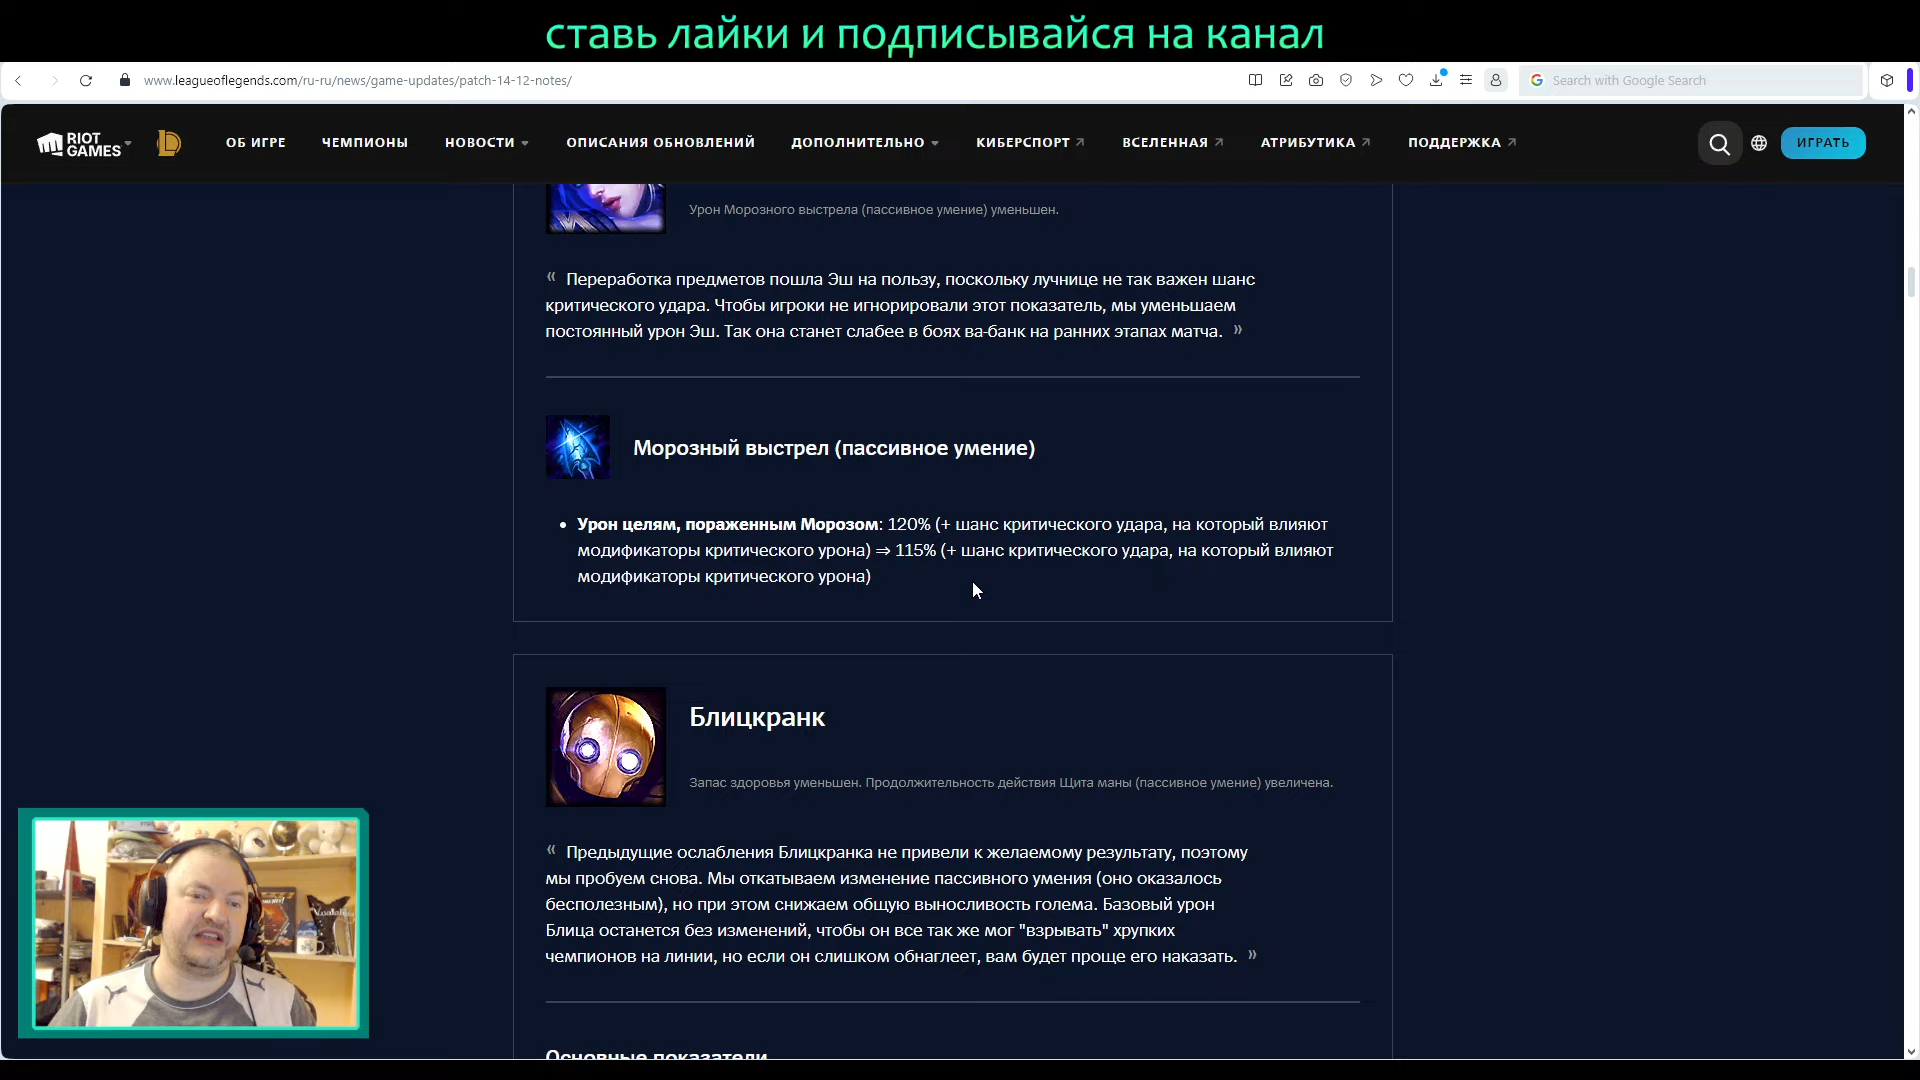 ставь лайки и подписывайся на канал
www.leagueoflegends.com/ru-ru/news/game-updates/patch-14-12-notes/
Search with Google Search
RIOT GAMES
ОБ ИГРЕ
ЧЕМПИОНЫ
НОВОСТИ
ОПИСАНИЯ ОБНОВЛЕНИЙ
ДОПОЛНИТЕЛЬНО
КИБЕРСПОРТ
ВСЕЛЕННАЯ
АТРИБУТИКА
ПОДДЕРЖКА
ИГРАТЬ
Урон Морозного выстрела (пассивное умение) уменьшен.
« Переработка предметов пошла Эш на пользу, поскольку лучнице не так важен шанс
критического удара. Чтобы игроки не игнорировали этот показатель, мы уменьшаем
постоянный урон Эш. Так она станет слабее в боях ва-банк на ранних этапах матча. »
Морозный выстрел (пассивное умение)
• Урон целям, пораженным Морозом: 120% (+ шанс критического удара, на который влияют
модификаторы критического урона) ⇒ 115% (+ шанс критического удара, на который влияют
модификаторы критического урона)
Блицкранк
Запас здоровья уменьшен. Продолжительность действия Щита маны (пассивное умение) увеличена.
« Предыдущие ослабления Блицкранка не привели к желаемому результату, поэтому
мы пробуем снова. Мы откатываем изменение пассивного умения (оно оказалось
бесполезным), но при этом снижаем общую выносливость голема. Базовый урон
Блица останется без изменений, чтобы он все так же мог "взрывать" хрупких
чемпионов на линии, но если он слишком обнаглеет, вам будет проще его наказать. »
Основные показатели